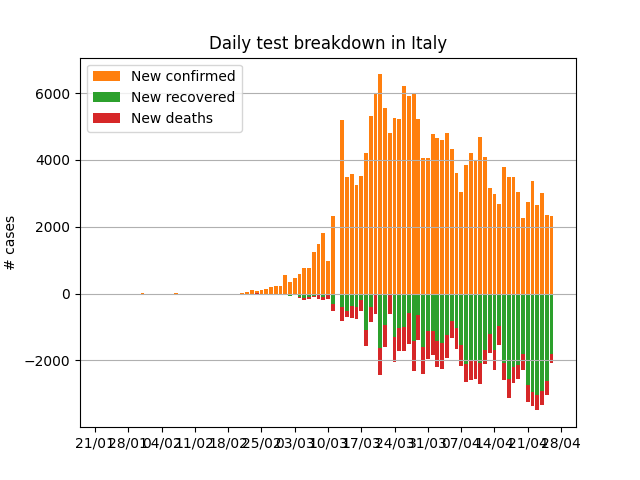 Daily test breakdown in Italy
New confirmed
New recovered
New deaths
# cases
6000
4000
2000
0
−2000
21/01 28/01 04/02 11/02 18/02 25/02 03/03 10/03 17/03 24/03 31/03 07/04 14/04 21/04 28/04